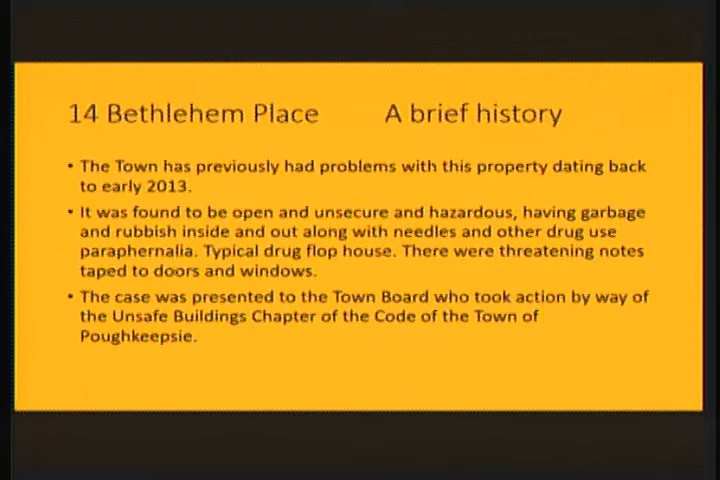 14 Bethlehem Place A brief history
• The Town has previously had problems with this property dating back
to early 2013.
• It was found to be open and unsecure and hazardous, having garbage
and rubbish inside and out along with needles and other drug use
paraphernalia. Typical drug flop house. There were threatening notes
taped to doors and windows.
• The case was presented to the Town Board who took action by way of
the Unsafe Buildings Chapter of the Code of the Town of
Poughkeepsie.